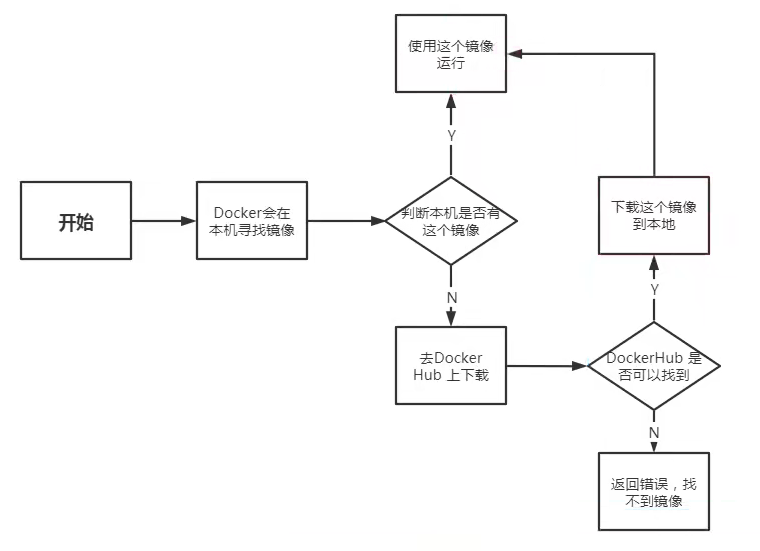 使用这个镜像
运行
Y
开始
Docker会在
本机寻找镜像
判断本机是否有
这个镜像
下载这个镜像
到本地
N
Y
去Docker
Hub 上下载
DockerHub 是
否可以找到
N
返回错误，找
不到镜像